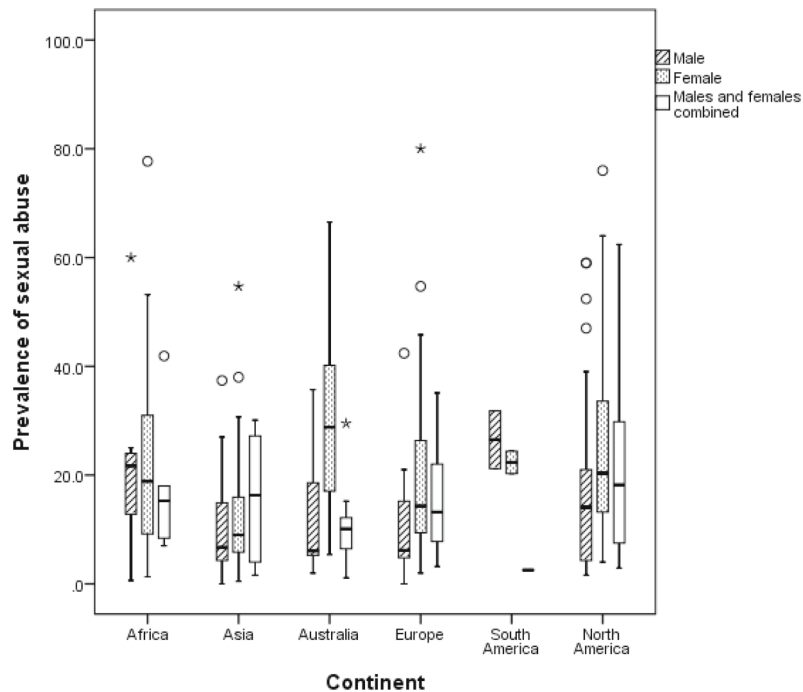 100.0
80.0
60.0
40.0
20.0
.0
Prevalence of sexual abuse
Male
Female
Males and females
combined
Africa
Asia
Australia
Europe
South
America
North
America
Continent